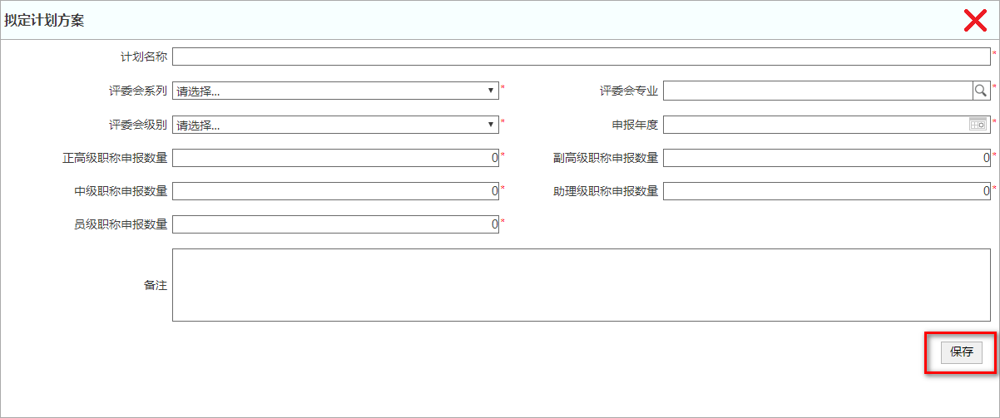 拟定计划方案
计划名称 *
评委会系列 请选择... * 评委会专业 *
评委会级别 请选择... * 申报年度 *
正高级职称申报数量 0 * 副高级职称申报数量 0 *
中级职称申报数量 0 * 助理级职称申报数量 0 *
员级职称申报数量 0 *
备注
保存